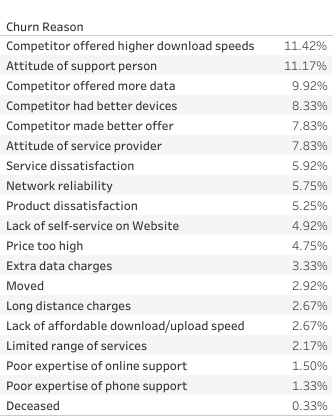 Churn Reason
Competitor offered higher download speeds 11.42%
Attitude of support person 11.17%
Competitor offered more data 9.92%
Competitor had better devices 8.33%
Competitor made better offer 7.83%
Attitude of service provider 7.83%
Service dissatisfaction 5.92%
Network reliability 5.75%
Product dissatisfaction 5.25%
Lack of self-service on Website 4.92%
Price too high 4.75%
Extra data charges 3.33%
Moved 2.92%
Long distance charges 2.67%
Lack of affordable download/upload speed 2.67%
Limited range of services 2.17%
Poor expertise of online support 1.50%
Poor expertise of phone support 1.33%
Deceased 0.33%